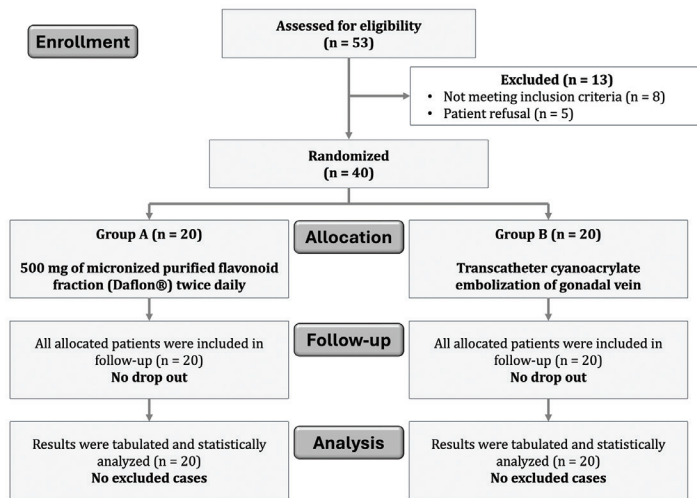 Enrollment
Assessed for eligibility
(n = 53)
Excluded (n = 13)
• Not meeting inclusion criteria (n = 8)
• Patient refusal (n = 5)
Randomized
(n = 40)
Group A (n = 20)
500 mg of micronized purified flavonoid
fraction (Daflon®) twice daily
Allocation
Group B (n = 20)
Transcatheter cyanoacrylate
embolization of gonadal vein
All allocated patients were included in
follow-up (n = 20)
No drop out
Follow-up
All allocated patients were included in
follow-up (n = 20)
No drop out
Results were tabulated and statistically
analyzed (n = 20)
No excluded cases
Analysis
Results were tabulated and statistically
analyzed (n = 20)
No excluded cases